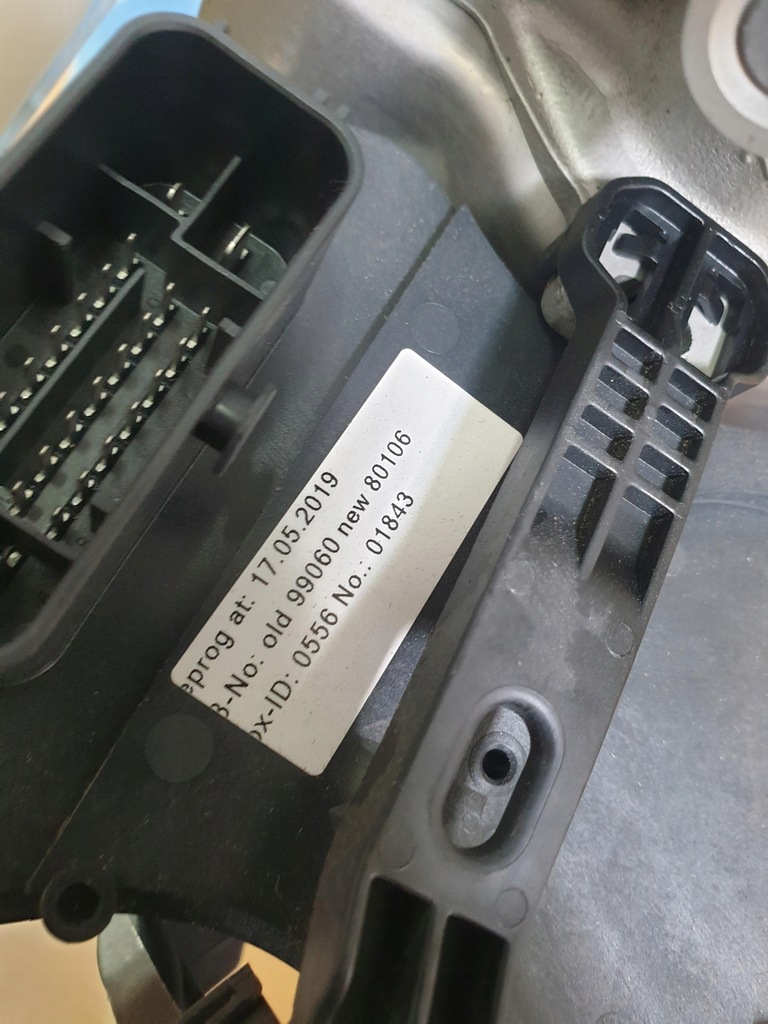 eprog at: 17.05.2019
B-No: old 99060 new 80106
ox-ID: 0556 No.: 01843